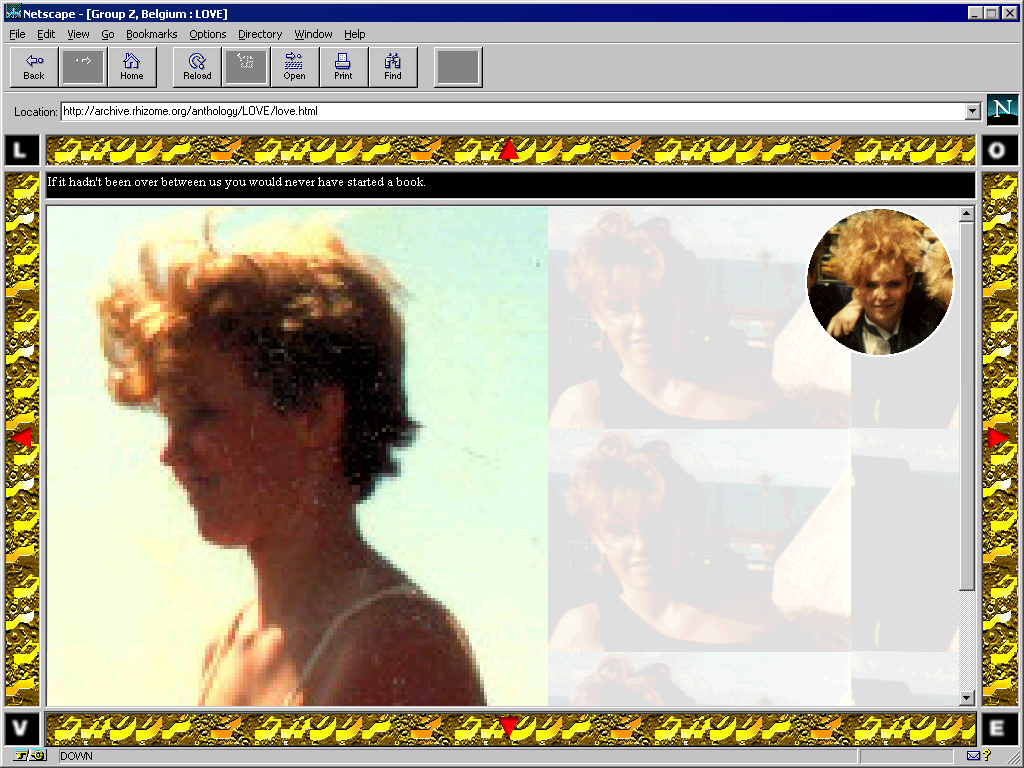 Netscape - [Group Z, Belgium : LOVE]
File Edit View Go Bookmarks Options Directory Window Help
Back Home Reload Open Print Find
Location: http://archive.rhizome.org/anthology/LOVE/love.html
N
L O
If it hadn't been over between us you would never have started a book.
V E
DOWN